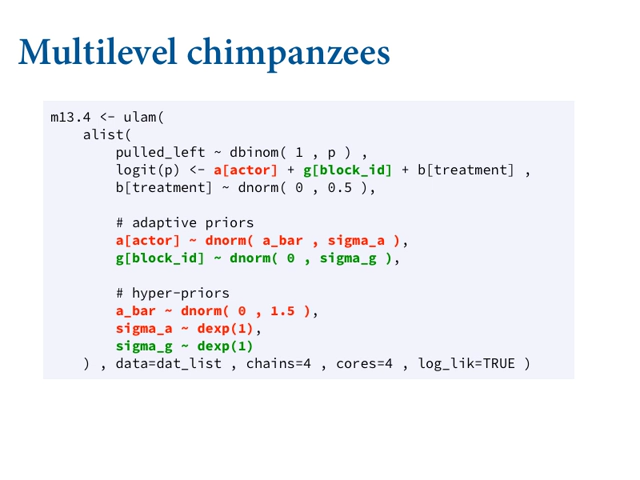 Multilevel chimpanzees
m13.4 <- ulam(
    alist(
        pulled_left ~ dbinom( 1 , p ) ,
        logit(p) <- a[actor] + g[block_id] + b[treatment] ,
        b[treatment] ~ dnorm( 0 , 0.5 ),
        # adaptive priors
        a[actor] ~ dnorm( a_bar , sigma_a ),
        g[block_id] ~ dnorm( 0 , sigma_g ),
        # hyper-priors
        a_bar ~ dnorm( 0 , 1.5 ),
        sigma_a ~ dexp(1),
        sigma_g ~ dexp(1)
    ) , data=dat_list , chains=4 , cores=4 , log_lik=TRUE )